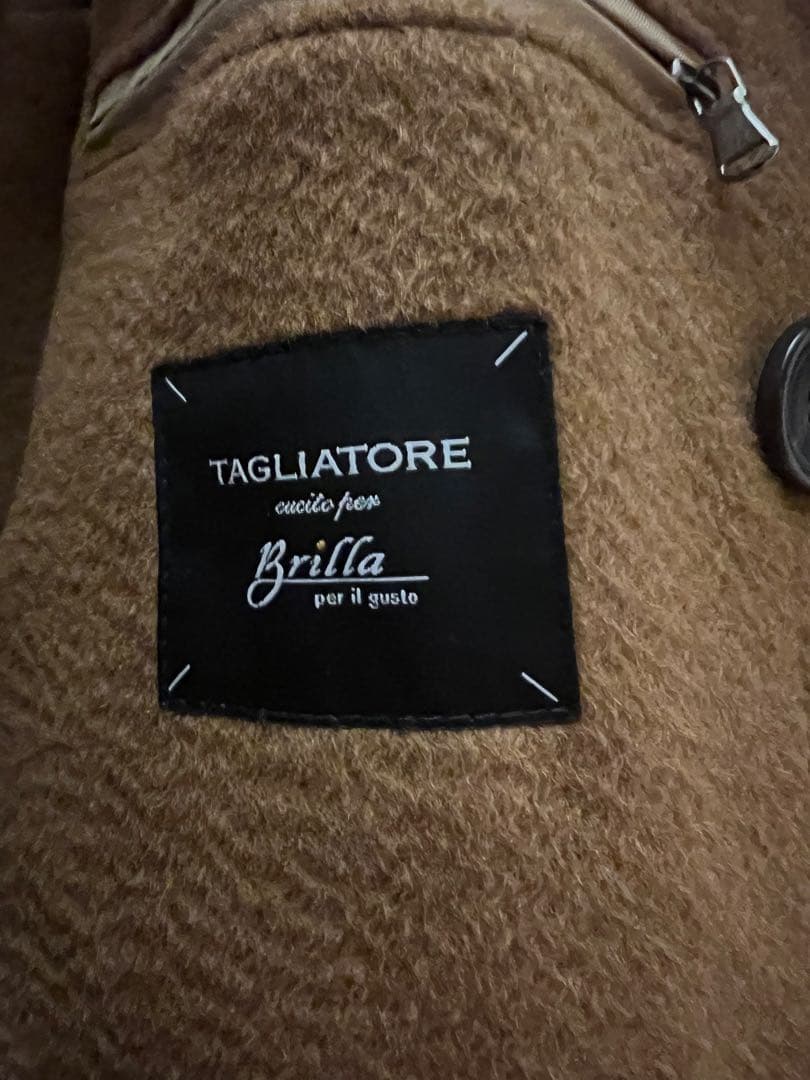 TAGLIATORE
cucito per
Brilla
per il gusto